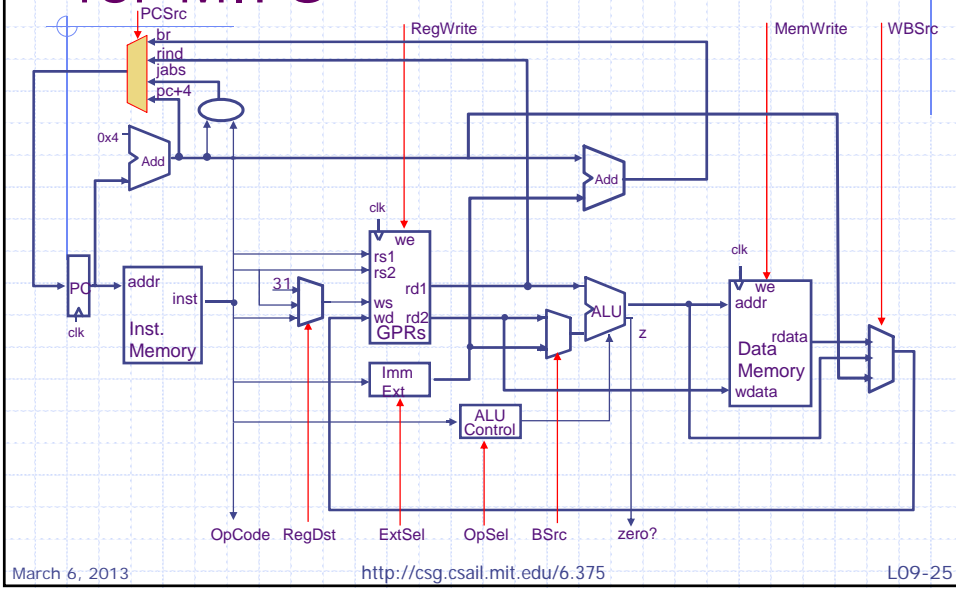 for MIPS
PCSrc
RegWrite
MemWrite
WBSrc
br
rind
jabs
pc+4
0x4
Add
Add
clk
we
rs1
rs2
31
rd1
ws
wd
rd2
GPRs
clk
we
addr
ALU
z
rdata
Data
Memory
wdata
PC
clk
addr
inst
Inst.
Memory
Imm
Ext
ALU
Control
OpCode
RegDst
ExtSel
OpSel
BSrc
zero?
March 6, 2013
http://csg.csail.mit.edu/6.375
L09-25